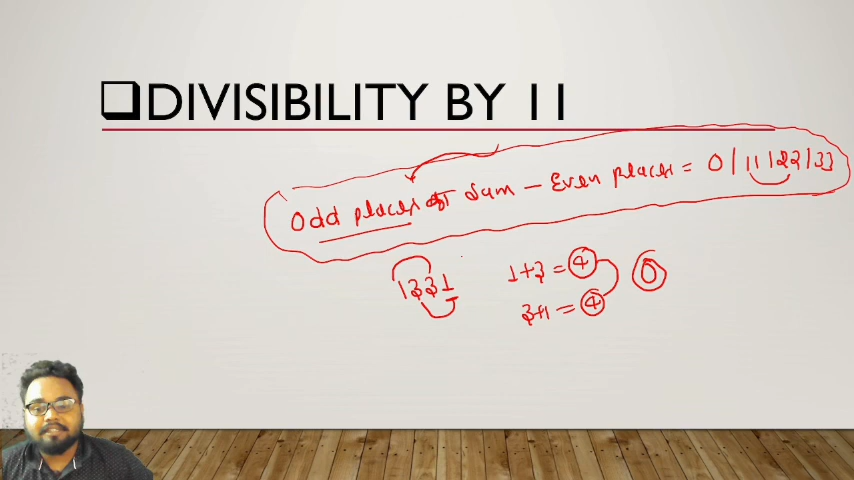 DIVISIBILITY BY 11
Odd places का Sum - Even places = 0/11/22/33
1331
1+3 = 4
0
3+1 = 4